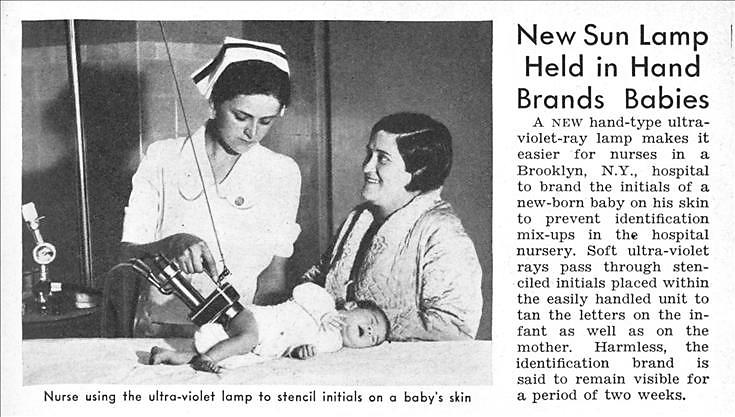 New Sun Lamp
Held in Hand
Brands Babies
A NEW hand-type ultra-
violet-ray lamp makes it
easier for nurses in a
Brooklyn, N.Y., hospital
to brand the initials of a
new-born baby on his skin
to prevent identification
mix-ups in the hospital
nursery. Soft ultra-violet
rays pass through sten-
ciled initials placed within
the easily handled unit to
tan the letters on the in-
fant as well as on the
mother. Harmless, the
identification brand is
said to remain visible for
a period of two weeks.
Nurse using the ultra-violet lamp to stencil initials on a baby's skin